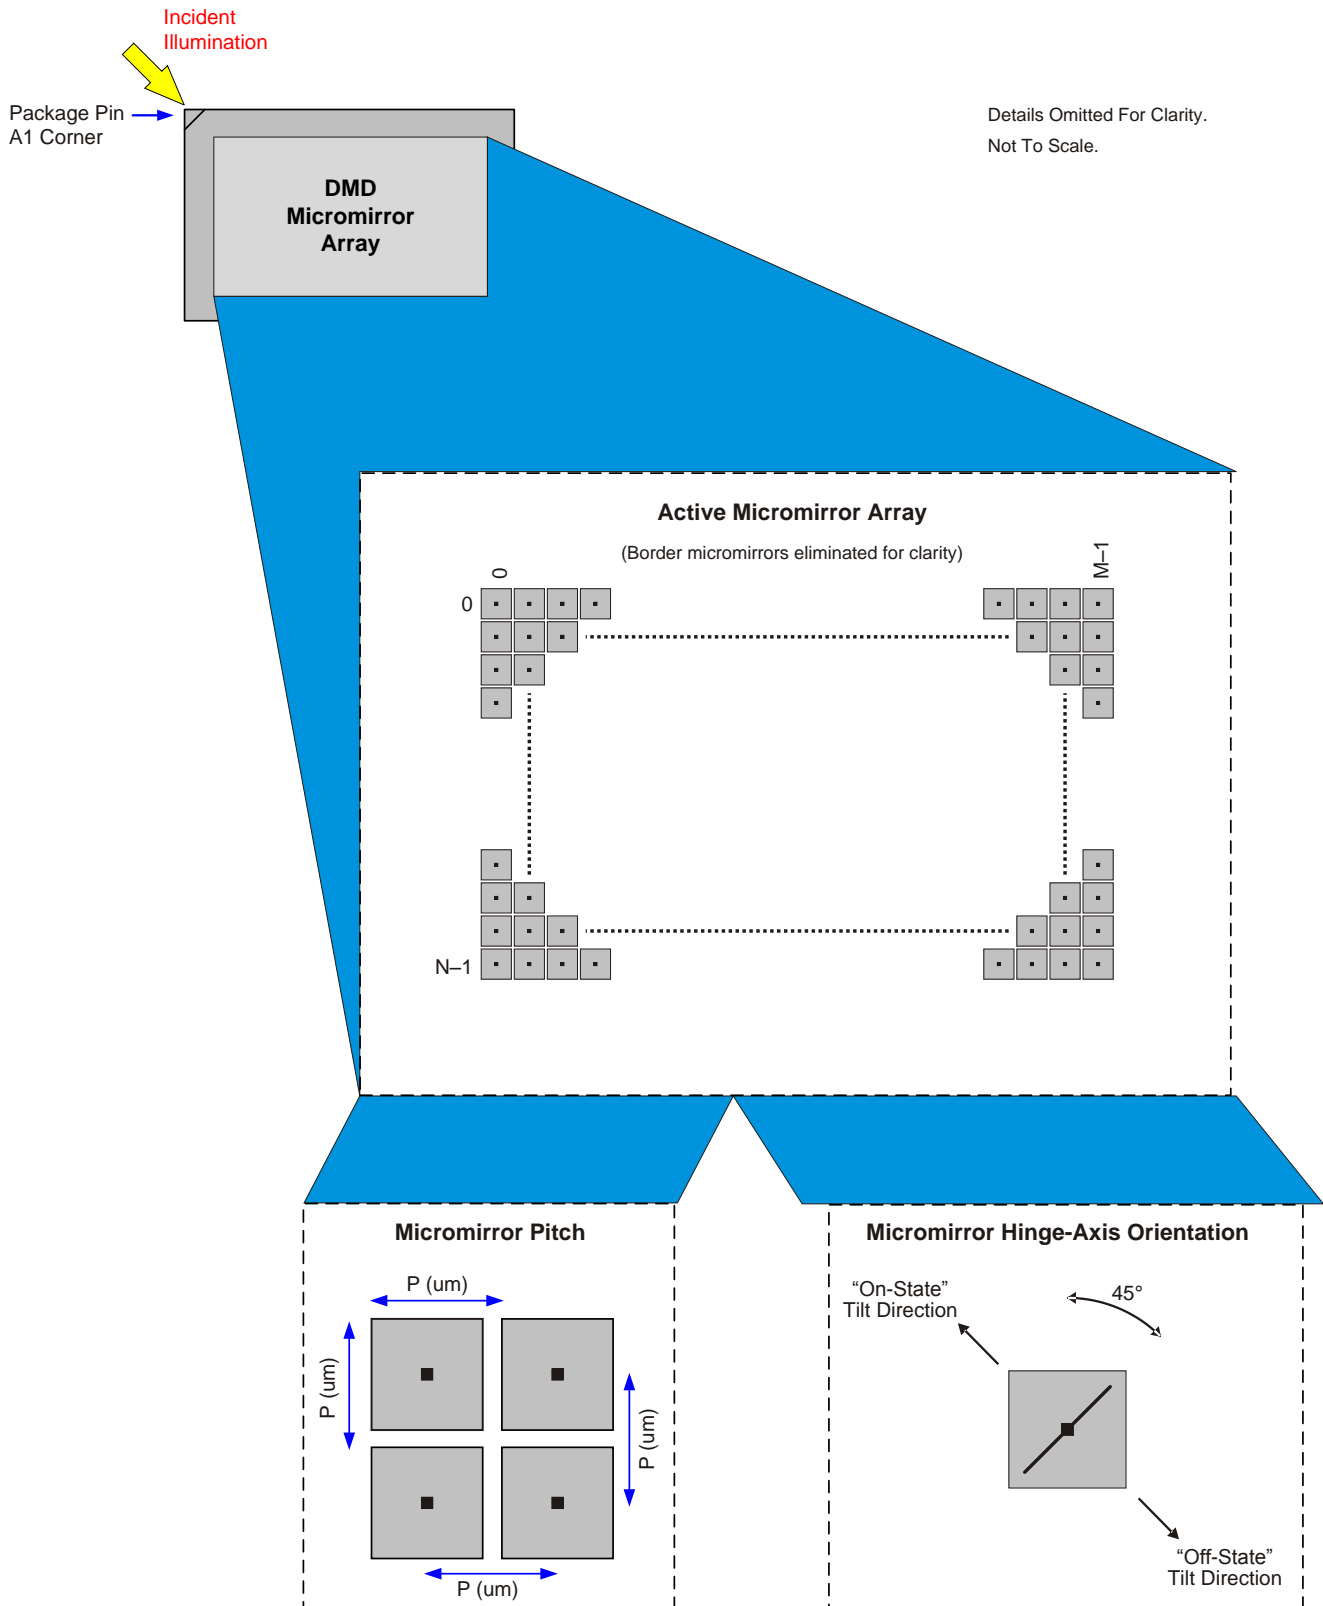 Incident
Illumination
Package Pin
A1 Corner
Details Omitted For Clarity.
Not To Scale.
DMD
Micromirror
Array
Active Micromirror Array
(Border micromirrors eliminated for clarity)
0
M–1
0
N–1
Micromirror Pitch
P (um)
P (um)
P (um)
P (um)
Micromirror Hinge-Axis Orientation
“On-State”
Tilt Direction
45°
“Off-State”
Tilt Direction